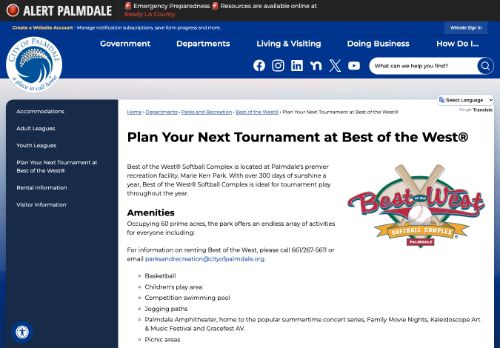 ALERT PALMDALE
🚨 Emergency Preparedness 🚨 Resources are available online at
Ready LA County.
Create a Website Account - Manage notification subscriptions, save form progress and more.
Website Sign In
CITY OF PALMDALE
a place to call home
Government
Departments
Living & Visiting
Doing Business
How Do I...
What can we help you find?
Select Language
Google Translate
Accommodations
Adult Leagues
Youth Leagues
Plan Your Next Tournament at
Best of the West®
Rental Information
Visitor Information
Home › Departments › Parks and Recreation › Best of the West® › Plan Your Next Tournament at Best of the West®
Plan Your Next Tournament at Best of the West®
Best of the West® Softball Complex is located at Palmdale's premier
recreation facility, Marie Kerr Park. With over 300 days of sunshine a
year, Best of the West® Softball Complex is ideal for tournament play
throughout the year.
Best of the West
SOFTBALL COMPLEX
PALMDALE
Amenities
Occupying 60 prime acres, the park offers an endless array of activities
for everyone including:
For information on renting Best of the West, please call 661/267-5611 or
email parksandrecreation@cityofpalmdale.org.
Basketball
Children's play area
Competition swimming pool
Jogging paths
Palmdale Amphitheater, home to the popular summertime concert series, Family Movie Nights, Kaleidoscope Art
& Music Festival and Gracefest AV.
Picnic areas